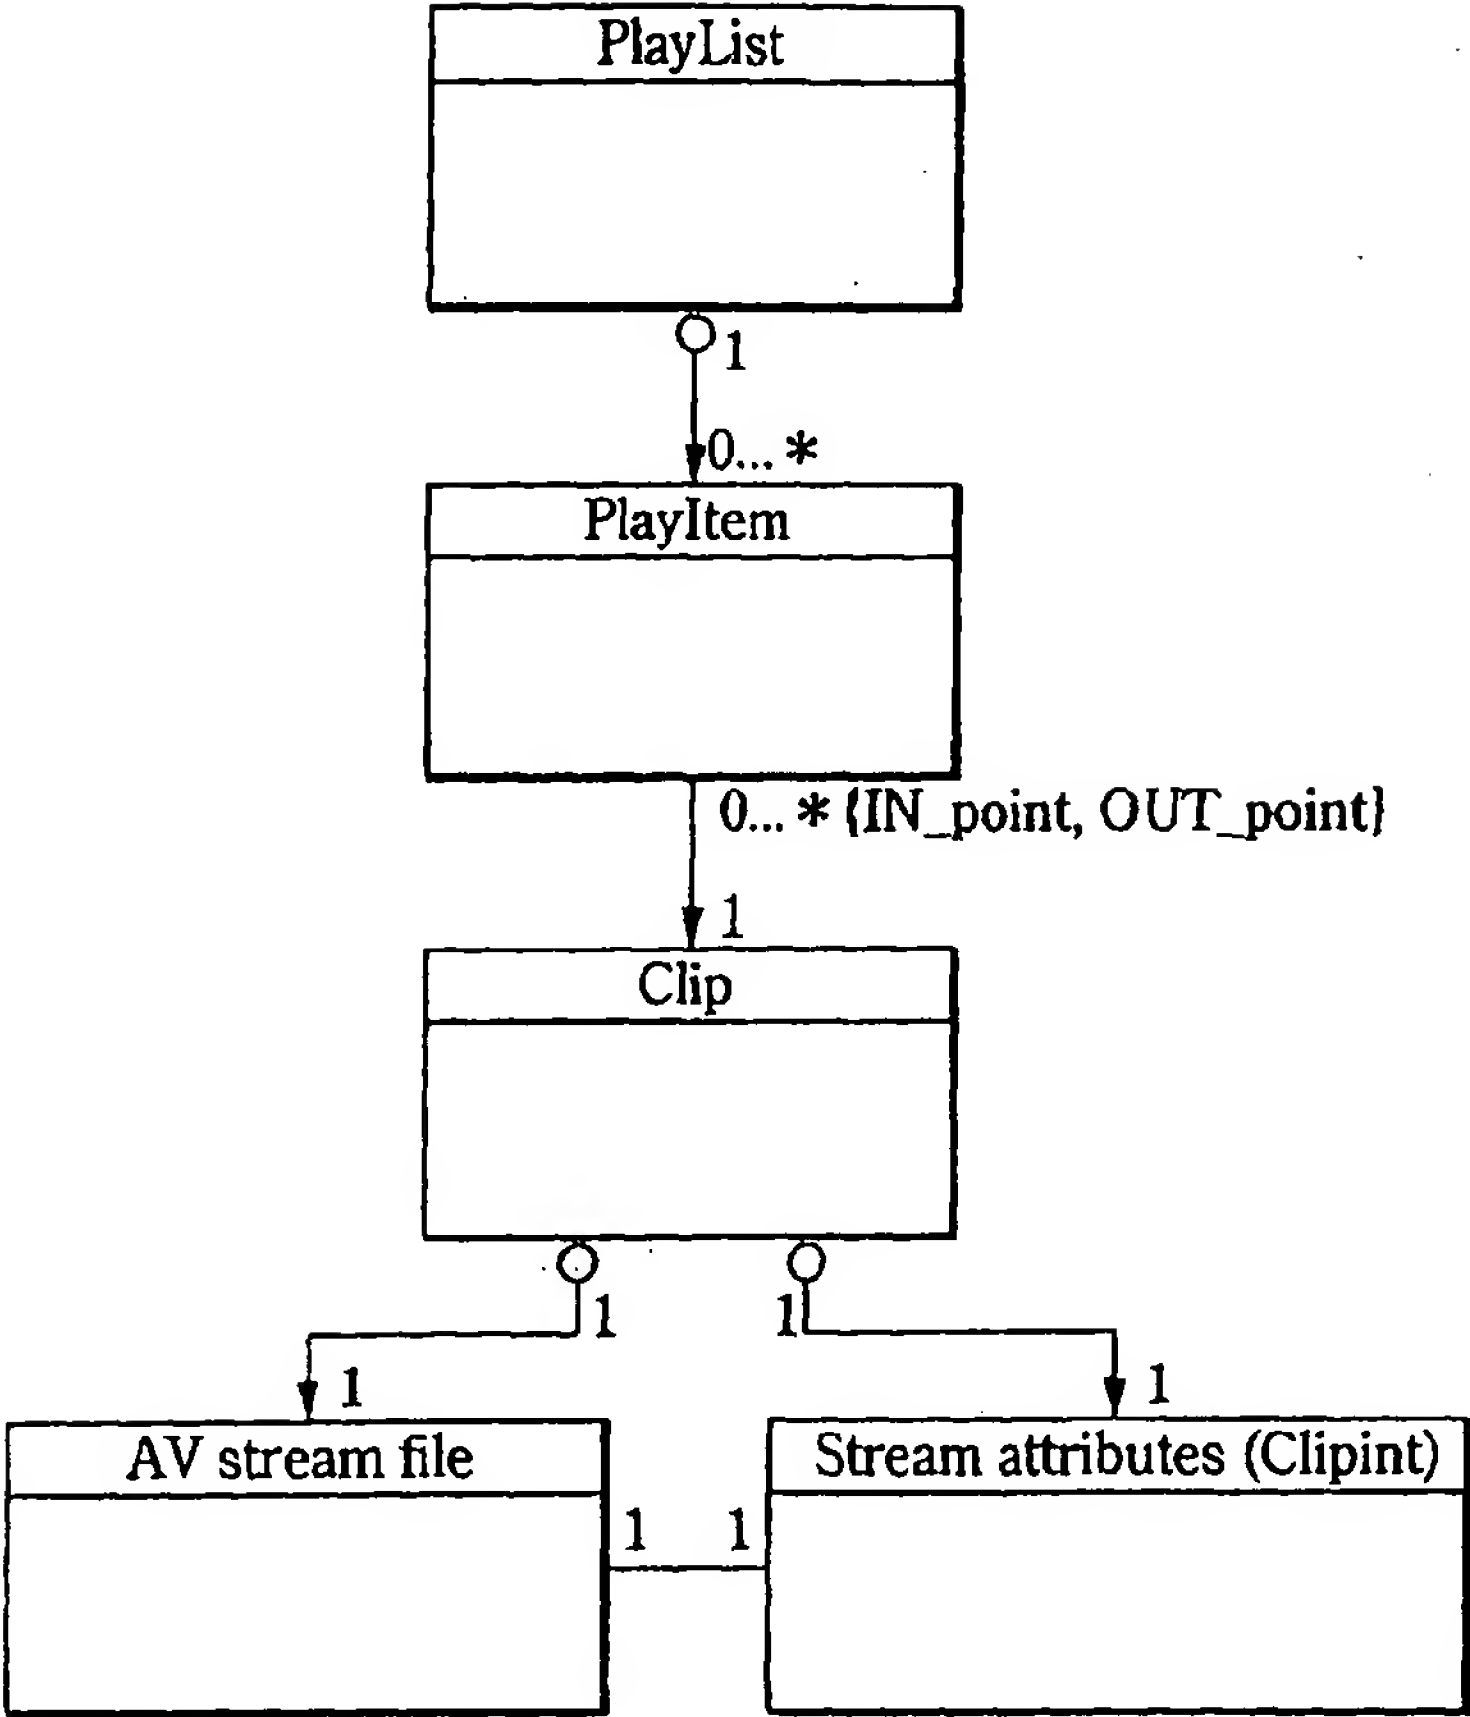 PlayList
1
0... *
PlayItem
0... * {IN_point, OUT_point}
1
Clip
1 1
1 1
AV stream file Stream attributes (Clipint)
1 1